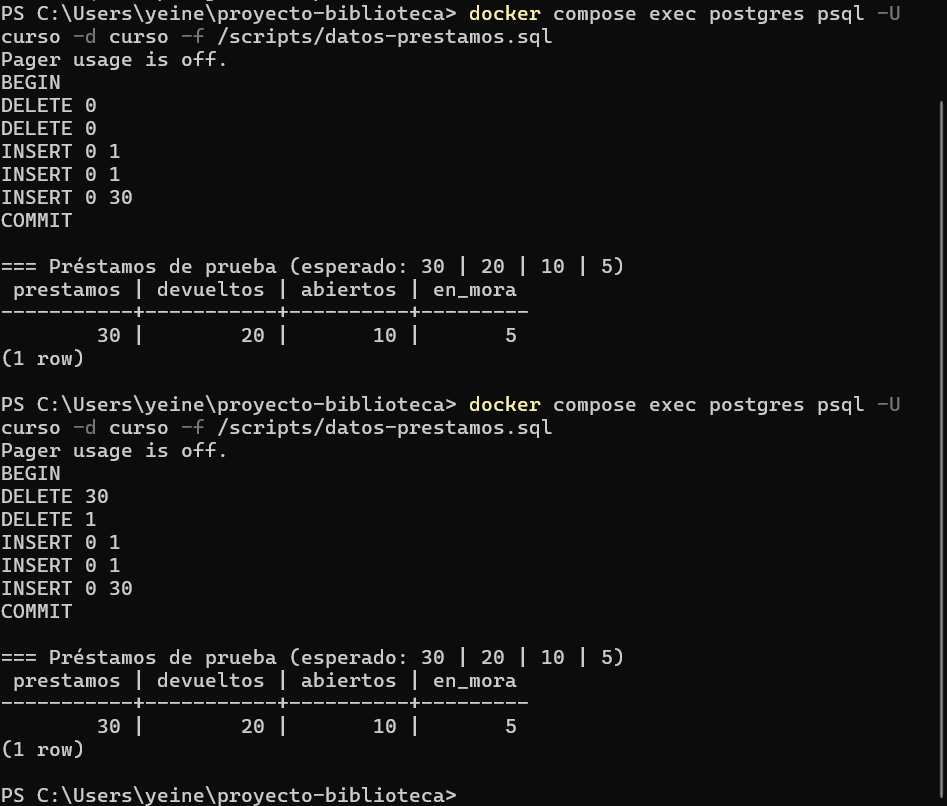 PS C:\Users\yeine\proyecto-biblioteca> docker compose exec postgres psql -U
curso -d curso -f /scripts/datos-prestamos.sql
Pager usage is off.
BEGIN
DELETE 0
DELETE 0
INSERT 0 1
INSERT 0 1
INSERT 0 30
COMMIT

=== Préstamos de prueba (esperado: 30 | 20 | 10 | 5)
 prestamos | devueltos | abiertos | en_mora
-----------+-----------+----------+---------
        30 |        20 |       10 |       5
(1 row)

PS C:\Users\yeine\proyecto-biblioteca> docker compose exec postgres psql -U
curso -d curso -f /scripts/datos-prestamos.sql
Pager usage is off.
BEGIN
DELETE 30
DELETE 1
INSERT 0 1
INSERT 0 1
INSERT 0 30
COMMIT

=== Préstamos de prueba (esperado: 30 | 20 | 10 | 5)
 prestamos | devueltos | abiertos | en_mora
-----------+-----------+----------+---------
        30 |        20 |       10 |       5
(1 row)

PS C:\Users\yeine\proyecto-biblioteca>